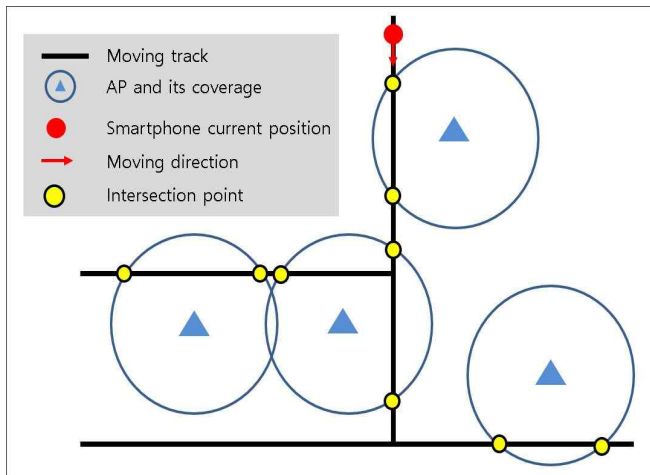 Moving track
AP and its coverage
Smartphone current position
Moving direction
Intersection point